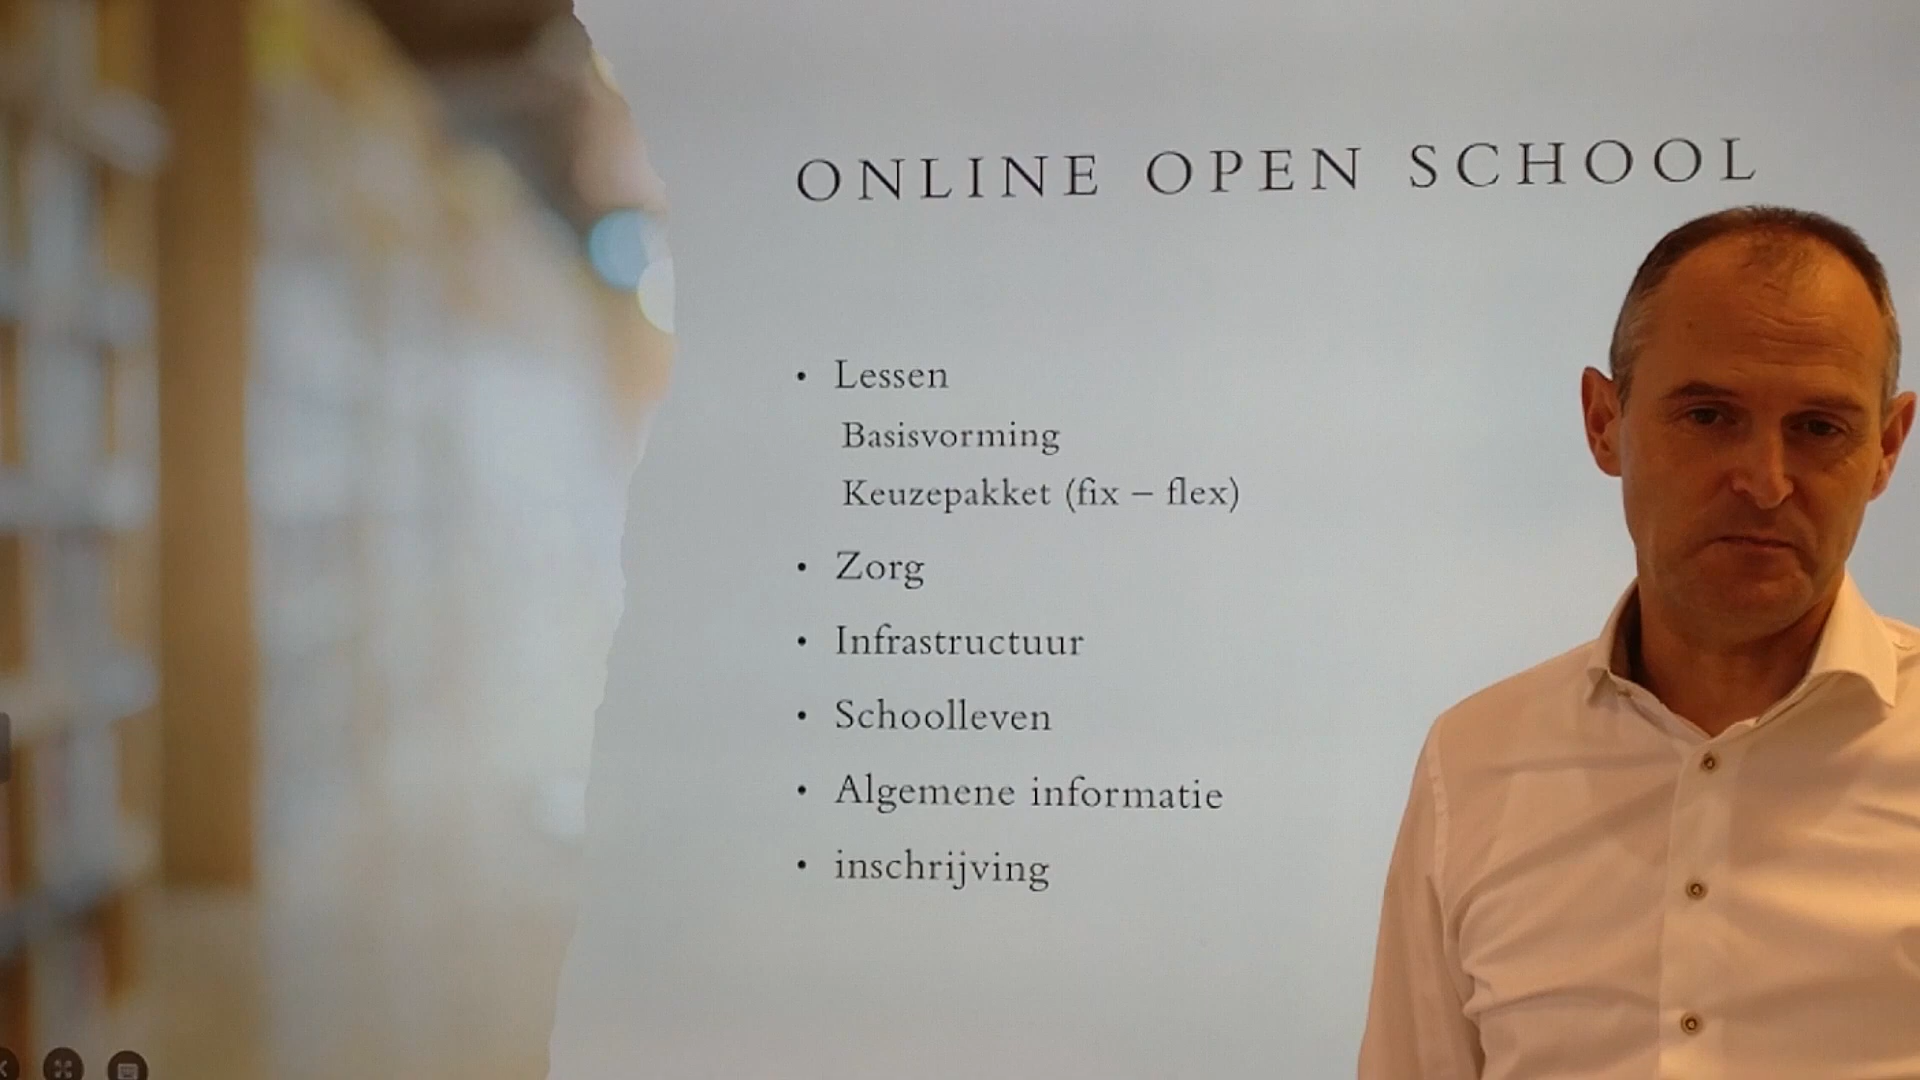 ONLINE OPEN SCHOOL
• Lessen
Basisvorming
Keuzepakket (fix – flex)
• Zorg
• Infrastructuur
• Schoolleven
• Algemene informatie
• inschrijving